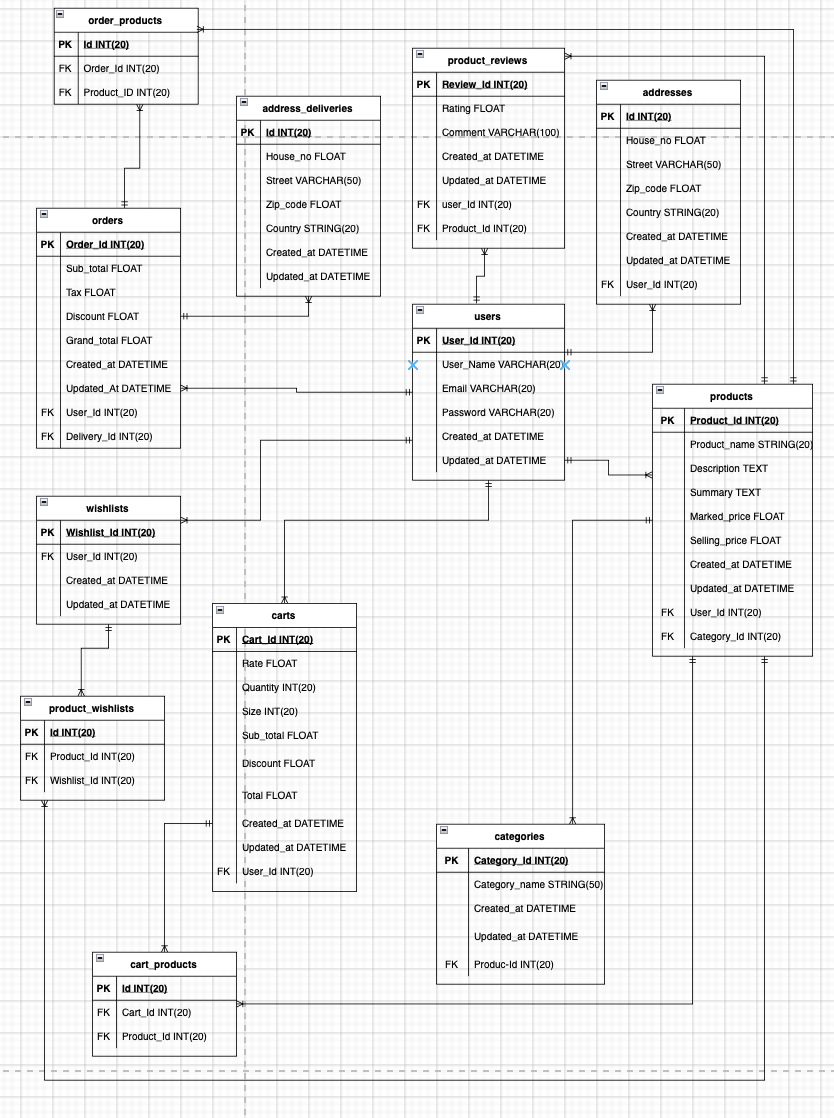 order_products
PK Id INT(20)
FK Order_Id INT(20)
FK Product_ID INT(20)
address_deliveries
PK Id INT(20)
House_no FLOAT
Street VARCHAR(50)
Zip_code FLOAT
Country STRING(20)
Created_at DATETIME
Updated_at DATETIME
product_reviews
PK Review_Id INT(20)
Rating FLOAT
Comment VARCHAR(100)
Created_at DATETIME
Updated_at DATETIME
FK user_Id INT(20)
FK Product_Id INT(20)
addresses
PK Id INT(20)
House_no FLOAT
Street VARCHAR(50)
Zip_code FLOAT
Country STRING(20)
Created_at DATETIME
Updated_at DATETIME
FK User_Id INT(20)
orders
PK Order_Id INT(20)
Sub_total FLOAT
Tax FLOAT
Discount FLOAT
Grand_total FLOAT
Created_at DATETIME
Updated_At DATETIME
FK User_Id INT(20)
FK Delivery_Id INT(20)
users
PK User_Id INT(20)
User_Name VARCHAR(20)
Email VARCHAR(20)
Password VARCHAR(20)
Created_at DATETIME
Updated_at DATETIME
products
PK Product_Id INT(20)
Product_name STRING(20)
Description TEXT
Summary TEXT
Marked_price FLOAT
Selling_price FLOAT
Created_at DATETIME
Updated_at DATETIME
FK User_Id INT(20)
FK Category_Id INT(20)
wishlists
PK Wishlist_Id INT(20)
FK User_Id INT(20)
Created_at DATETIME
Updated_at DATETIME
carts
PK Cart_Id INT(20)
Rate FLOAT
Quantity INT(20)
Size INT(20)
Sub_total FLOAT
Discount FLOAT
Total FLOAT
Created_at DATETIME
Updated_at DATETIME
FK User_Id INT(20)
product_wishlists
PK Id INT(20)
FK Product_Id INT(20)
FK Wishlist_Id INT(20)
categories
PK Category_Id INT(20)
Category_name STRING(50)
Created_at DATETIME
Updated_at DATETIME
FK Produc-Id INT(20)
cart_products
PK Id INT(20)
FK Cart_Id INT(20)
FK Product_Id INT(20)